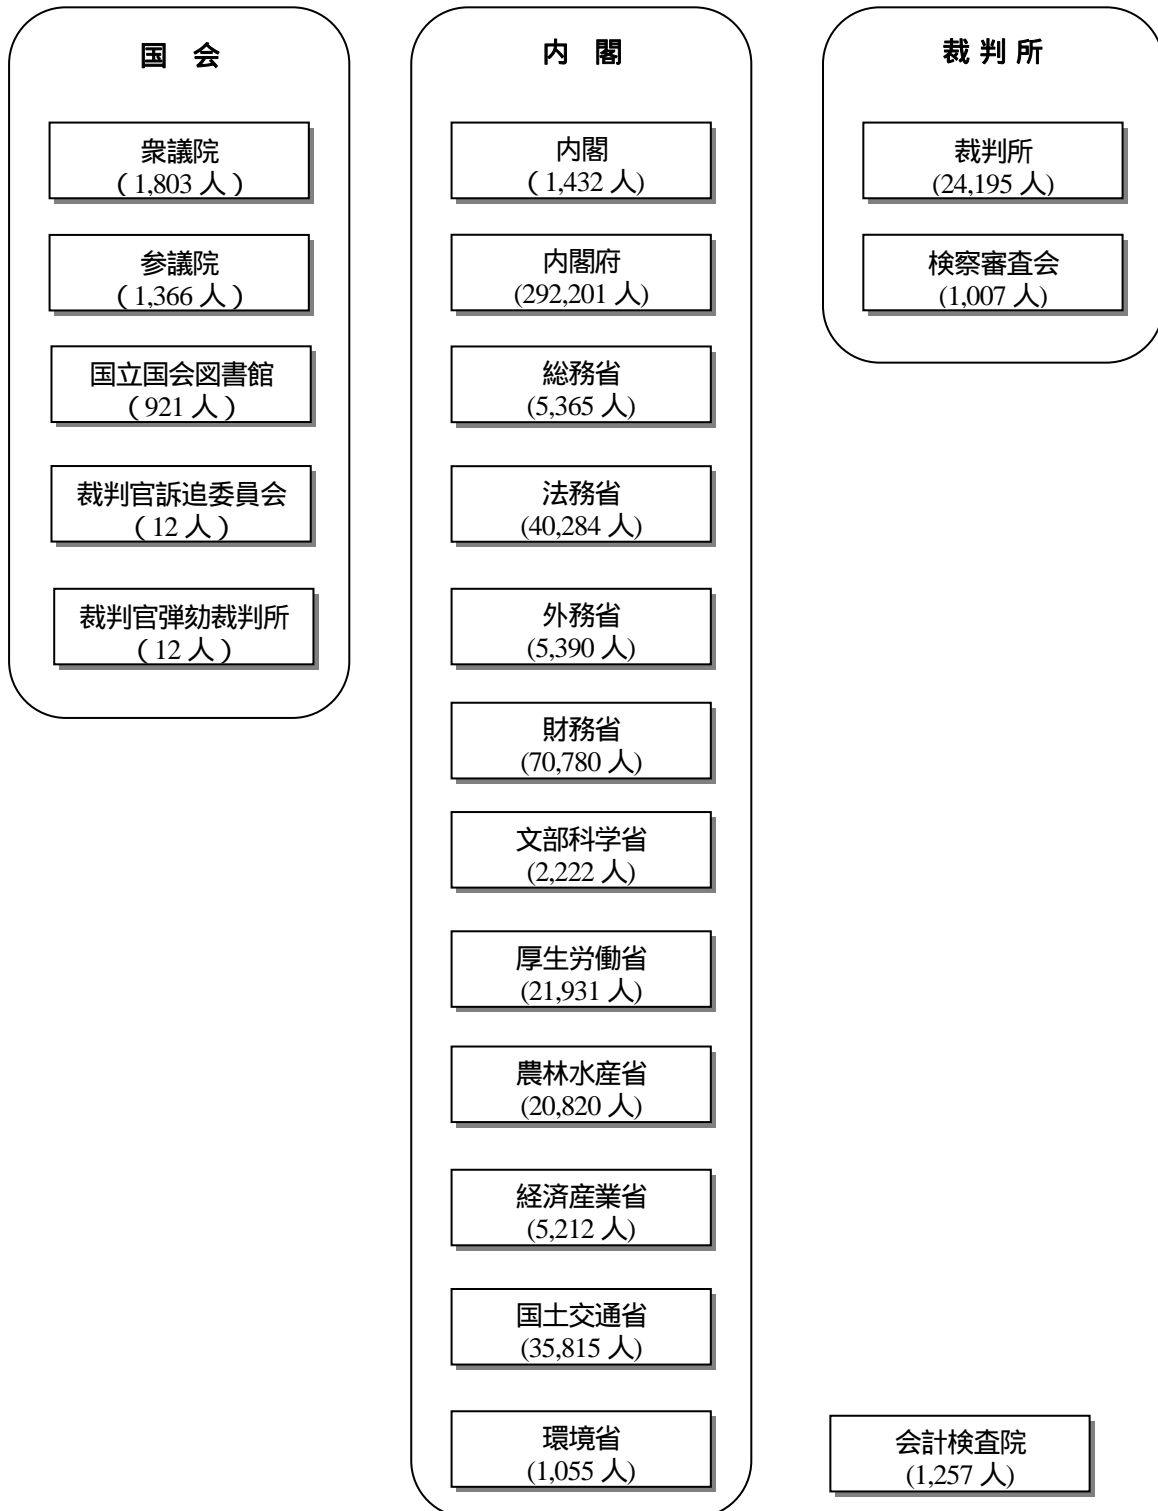 国 会
衆議院
(1,803 人)
参議院
(1,366 人)
国立国会図書館
(921 人)
裁判官訴追委員会
(12 人)
裁判官弾劾裁判所
(12 人)
内 閣
内閣
(1,432 人)
内閣府
(292,201 人)
総務省
(5,365 人)
法務省
(40,284 人)
外務省
(5,390 人)
財務省
(70,780 人)
文部科学省
(2,222 人)
厚生労働省
(21,931 人)
農林水産省
(20,820 人)
経済産業省
(5,212 人)
国土交通省
(35,815 人)
環境省
(1,055 人)
裁 判 所
裁判所
(24,195 人)
検察審査会
(1,007 人)
会計検査院
(1,257 人)